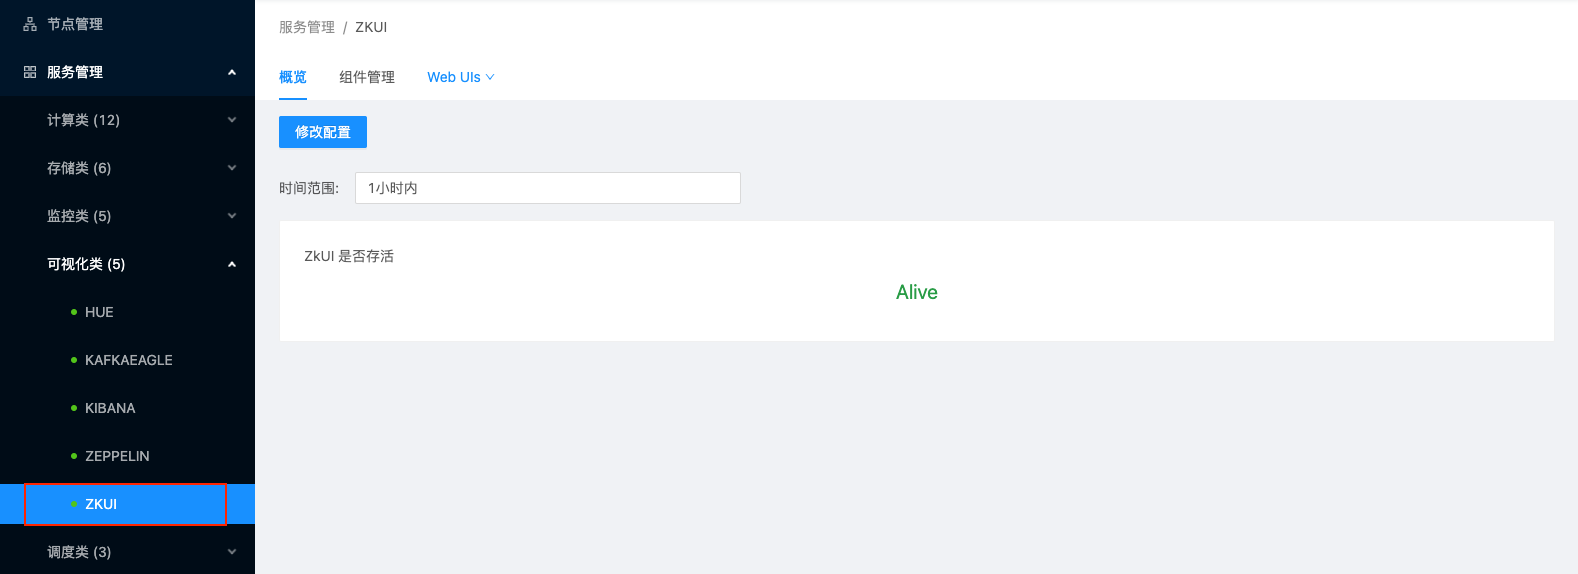 节点管理
服务管理
计算类 (12)
存储类 (6)
监控类 (5)
可视化类 (5)
HUE
KAFKAEAGLE
KIBANA
ZEPPELIN
ZKUI
调度类 (3)
服务管理 / ZKUI
概览 组件管理 Web UIs
修改配置
时间范围: 1小时内
ZkUI 是否存活
Alive